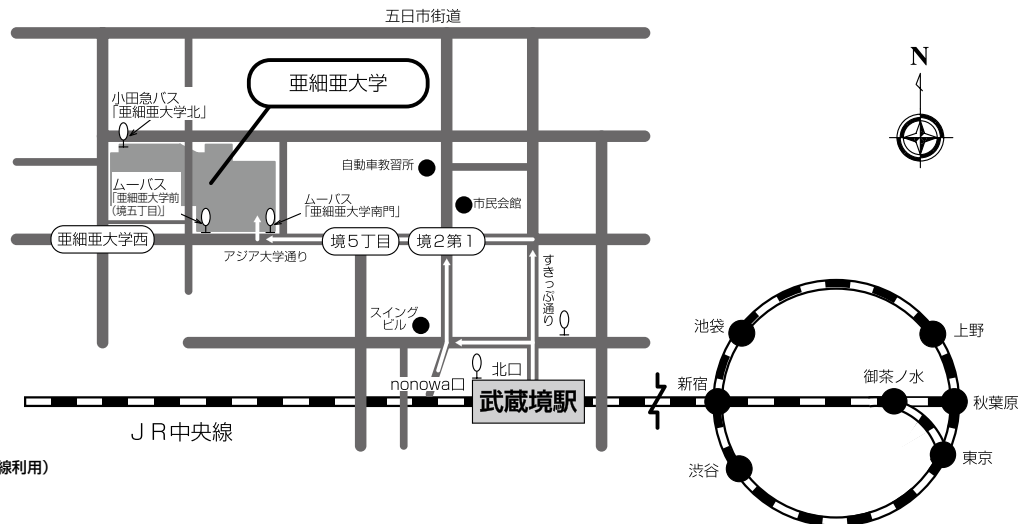 五日市街道
N
亜細亜大学
小田急バス
「亜細亜大学北」
自動車教習所
ムーバス
「亜細亜大学前
(境五丁目)」
ムーバス
「亜細亜大学南門」
市民会館
亜細亜大学西
境5丁目
境2第1
アジア大学通り
すきっぷ通り
スイング
ビル
北口
nonowa口
武蔵境駅
JR中央線
線利用)
池袋
上野
新宿
御茶ノ水
秋葉原
渋谷
東京